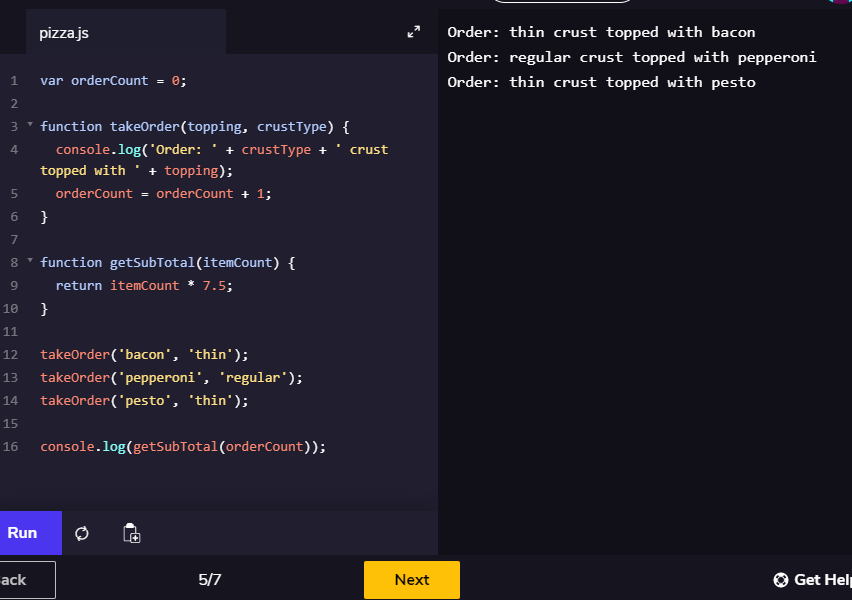 pizza.js
1 var orderCount = 0;
2
3 function takeOrder(topping, crustType) {
4 console.log('Order: ' + crustType + ' crust
topped with ' + topping);
5 orderCount = orderCount + 1;
6 }
7
8 function getSubTotal(itemCount) {
9 return itemCount * 7.5;
10 }
11
12 takeOrder('bacon', 'thin');
13 takeOrder('pepperoni', 'regular');
14 takeOrder('pesto', 'thin');
15
16 console.log(getSubTotal(orderCount));
Order: thin crust topped with bacon
Order: regular crust topped with pepperoni
Order: thin crust topped with pesto
Run
ack
5/7
Next
Get Help